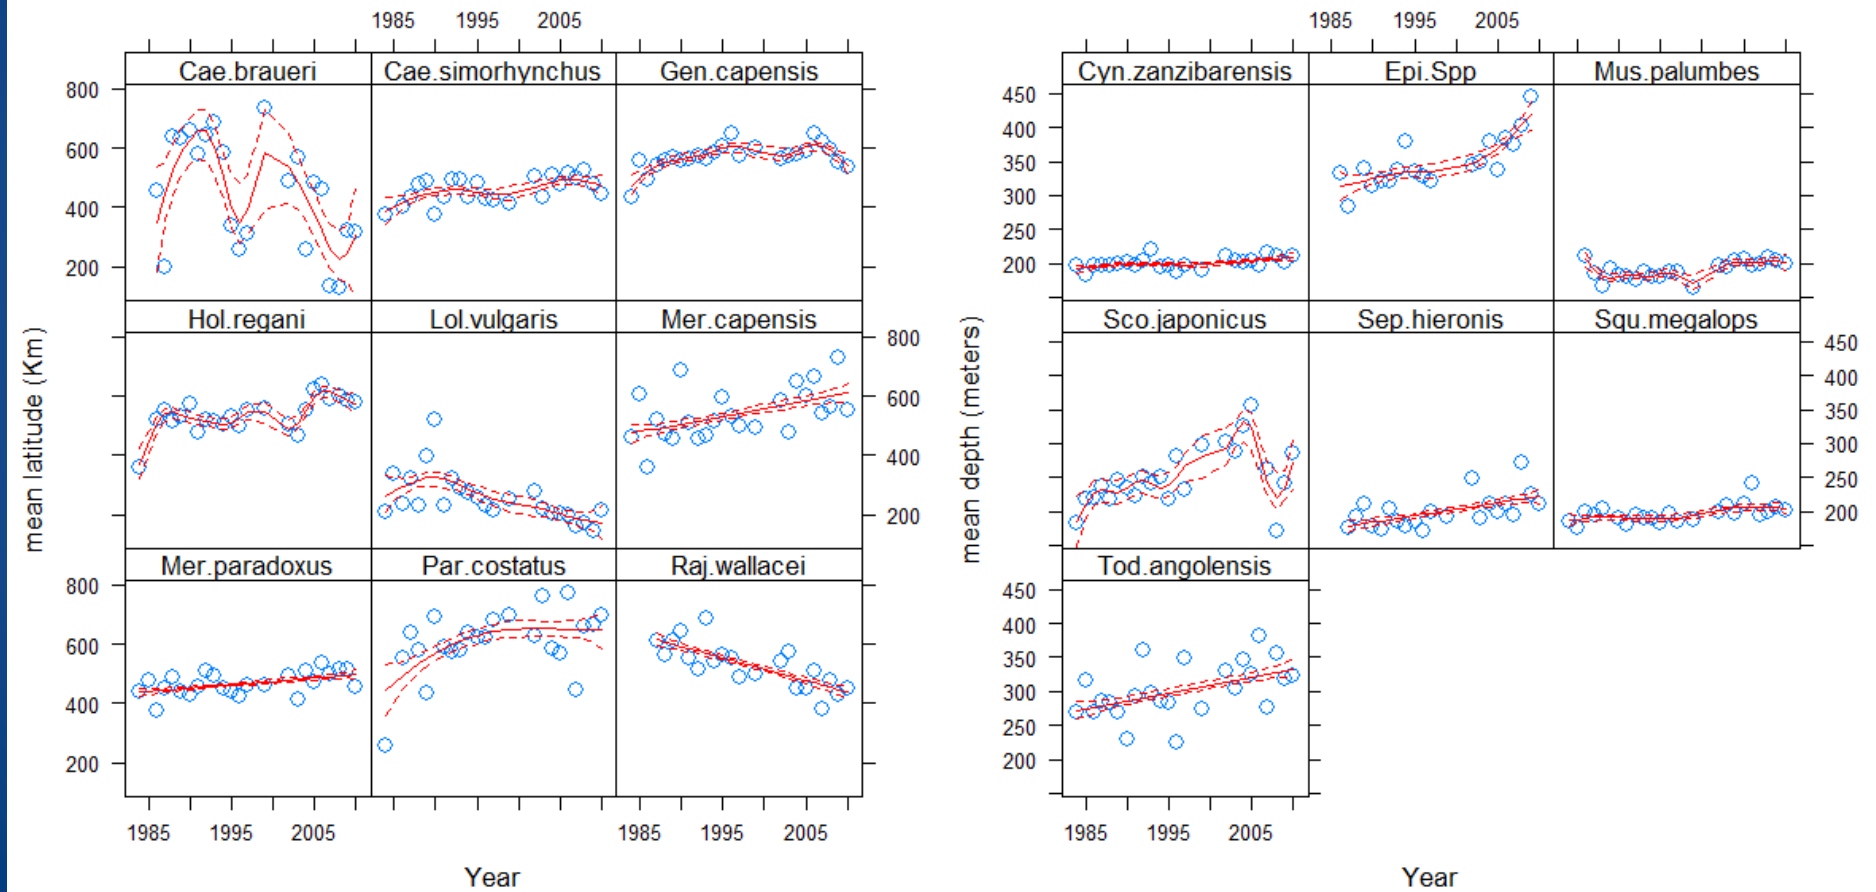 1985 1995 2005
Cae.braueri Cae.simorhynchus Gen.capensis
800
600
400
200
Hol.regani Lol.vulgaris Mer.capensis
800
600
400
200
Mer.paradoxus Par.costatus Raj.wallacei
800
600
400
200
1985 1995 2005 1985 1995 2005
mean latitude (Km)
Year
1985 1995 2005
Cyn.zanzibarensis Epi.Spp Mus.palumbes
450
400
350
300
250
200
Sco.japonicus Sep.hieronis Squ.megalops
450
400
350
300
250
200
Tod.angolensis
450
400
350
300
250
200
1985 1995 2005
mean depth (meters)
Year